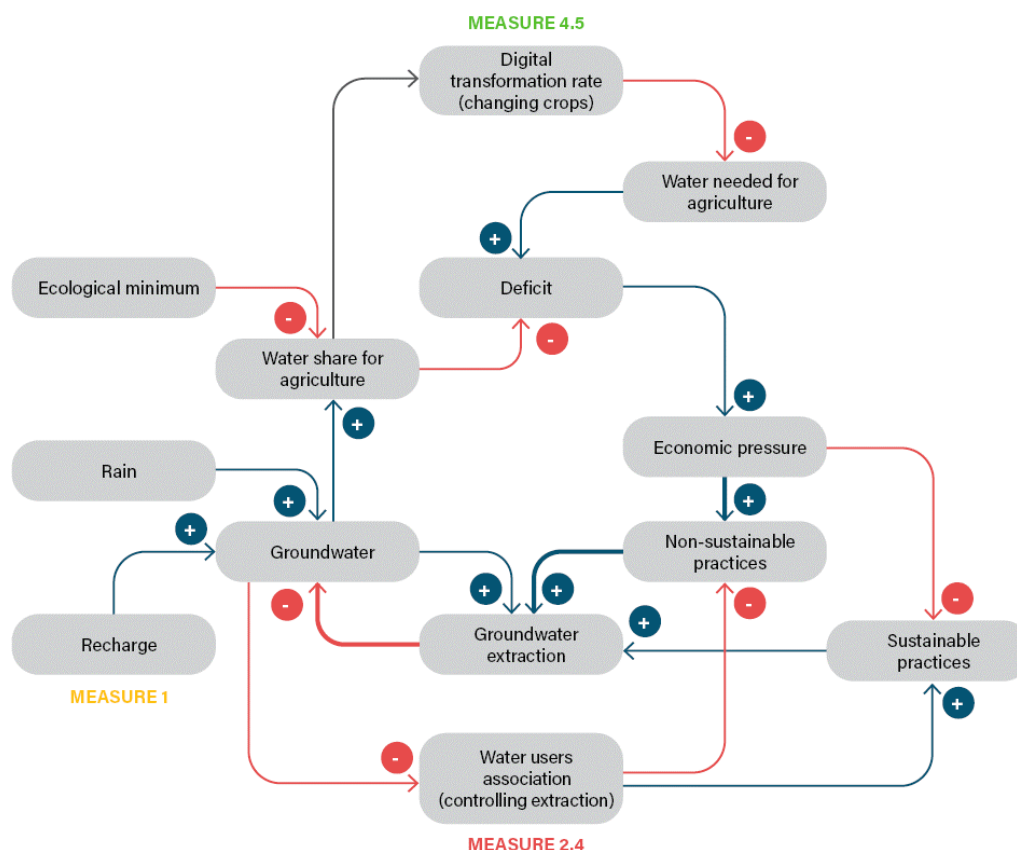 MEASURE 4.5
Digital
transformation rate
(changing crops)
-
Water needed for
agriculture
+
Ecological minimum
Deficit
-
-
Water share for
agriculture
+
+
Economic pressure
Rain
+
+
+
Groundwater
Non-sustainable
practices
-
+
+
-
-
+
Recharge
Groundwater
extraction
Sustainable
practices
MEASURE 1
+
-
Water users
association
(controlling extraction)
MEASURE 2.4